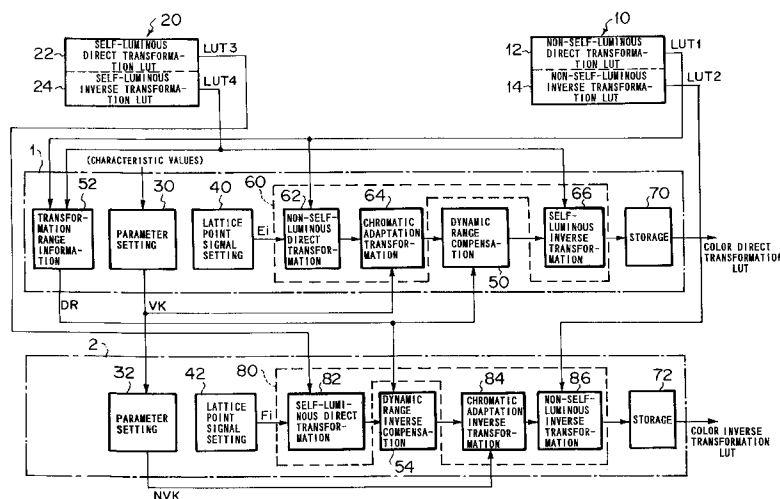 20
22
SELF-LUMINOUS
DIRECT TRANSFORMA-
TION LUT
LUT3
24
SELF-LUMINOUS
INVERSE TRANSFORMA-
TION LUT
LUT4
10
12
NON-SELF-LUMINOUS
DIRECT TRANSFORMA-
TION LUT
LUT1
14
NON-SELF-LUMINOUS
INVERSE TRANSFORMA-
TION LUT
LUT2
(CHARACTERISTIC VALUES)
1
52
30
40
60
62
64
66
70
TRANSFOR-
MATION
RANGE
INFORMA-
TION
PARAMETER
SETTING
LATTICE
POINT
SIGNAL
SETTING
Ei
NON-SELF-
LUMINOUS
DIRECT
TRANSFOR-
MATION
CHROMATIC
ADAPTATION
TRANSFOR-
MATION
DYNAMIC
RANGE
COMPENSA-
TION
50
SELF-
LUMINOUS
INVERSE
TRANSFOR-
MATION
STORAGE
COLOR DIRECT
TRANSFORMATION
LUT
DR
VK
2
32
42
80
82
84
86
72
PARAMETER
SETTING
LATTICE
POINT
SIGNAL
SETTING
Fi
SELF-LUMI-
NOUS DIRECT
TRANSFOR-
MATION
DYNAMIC
RANGE
INVERSE
COMPENSA-
TION
54
CHROMATIC
ADAPTATION
INVERSE
TRANSFOR-
MATION
NON-SELF-
LUMINOUS
INVERSE
TRANSFOR-
MATION
STORAGE
COLOR INVERSE
TRANSFORMATION
LUT
NVK